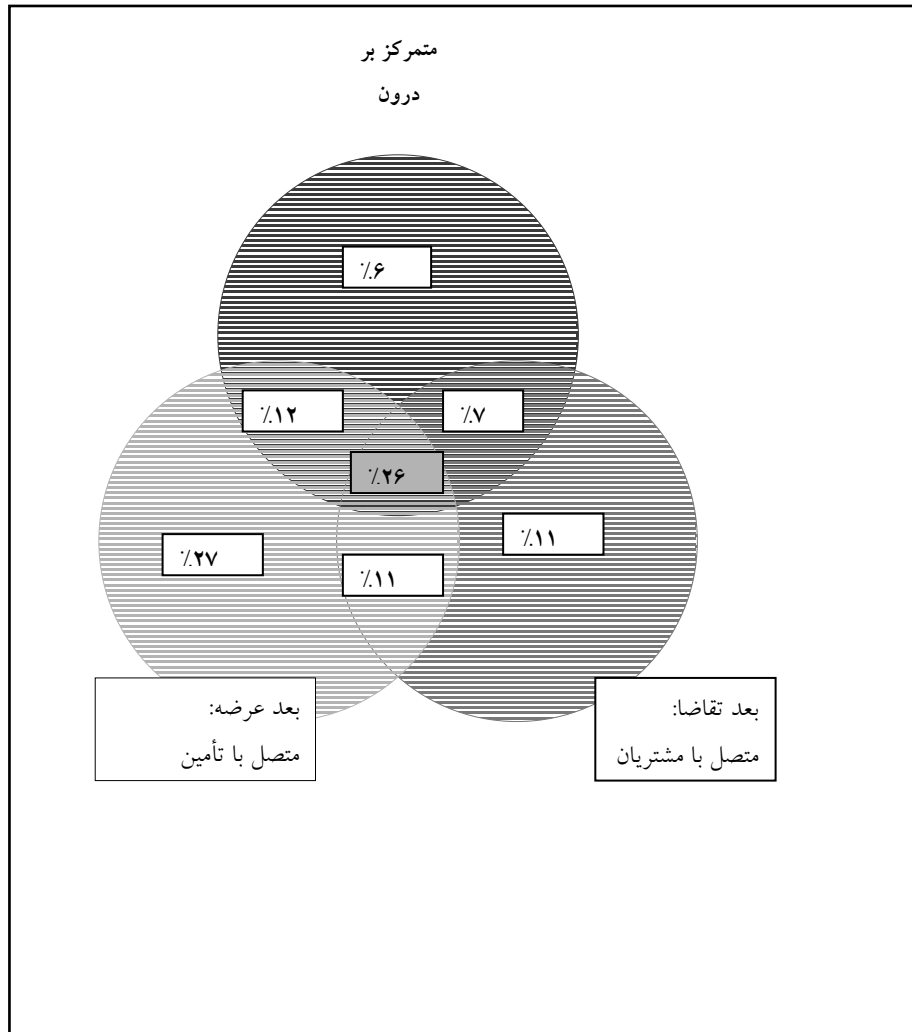 متمرکز بر
درون
٪۶
٪۱۲
٪۷
٪۲۶
٪۲۷
٪۱۱
٪۱۱
بعد عرضه:
متصل با تأمین
بعد تقاضا:
متصل با مشتریان